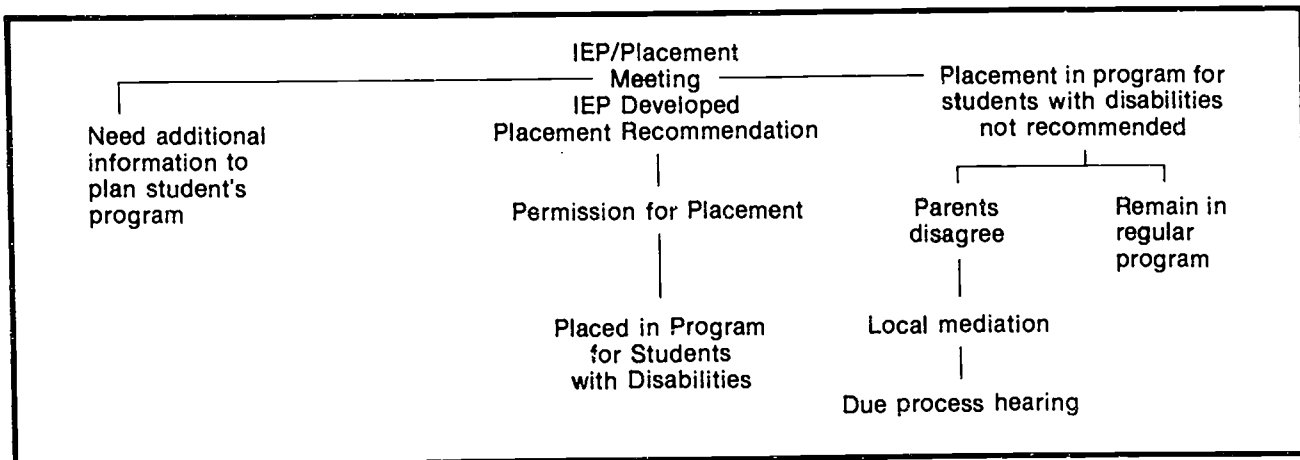 IEP/Placement
Meeting
IEP Developed
Placement Recommendation
Need additional
information to
plan student's
program
Permission for Placement
Placed in Program
for Students
with Disabilities
Placement in program for
students with disabilities
not recommended
Parents
disagree
Local mediation
Due process hearing
Remain in
regular
program